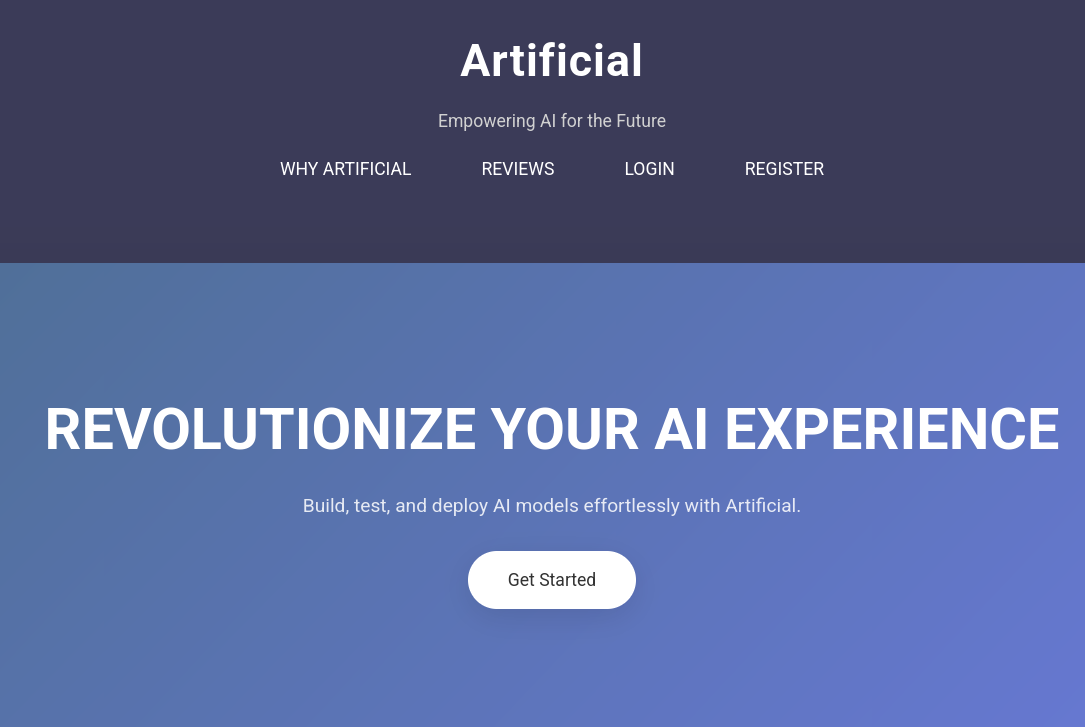 Artificial
Empowering AI for the Future
WHY ARTIFICIAL REVIEWS LOGIN REGISTER
REVOLUTIONIZE YOUR AI EXPERIENCE
Build, test, and deploy AI models effortlessly with Artificial.
Get Started